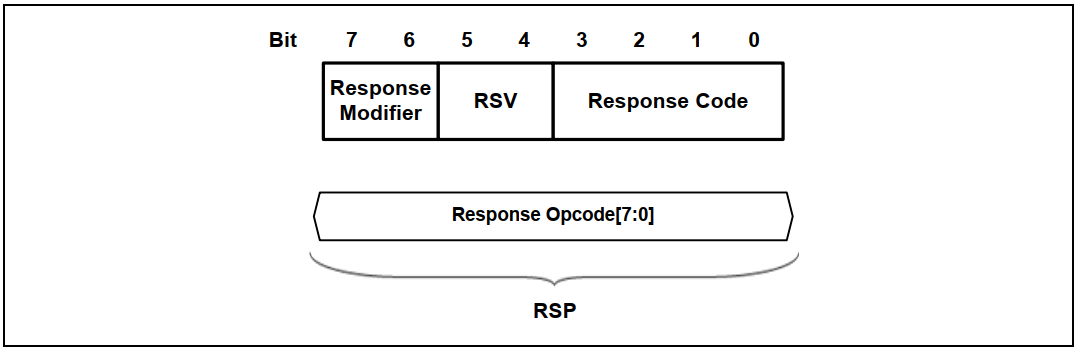 Bit 7 6 5 4 3 2 1 0
Response Modifier RSV Response Code
Response Opcode[7:0]
RSP